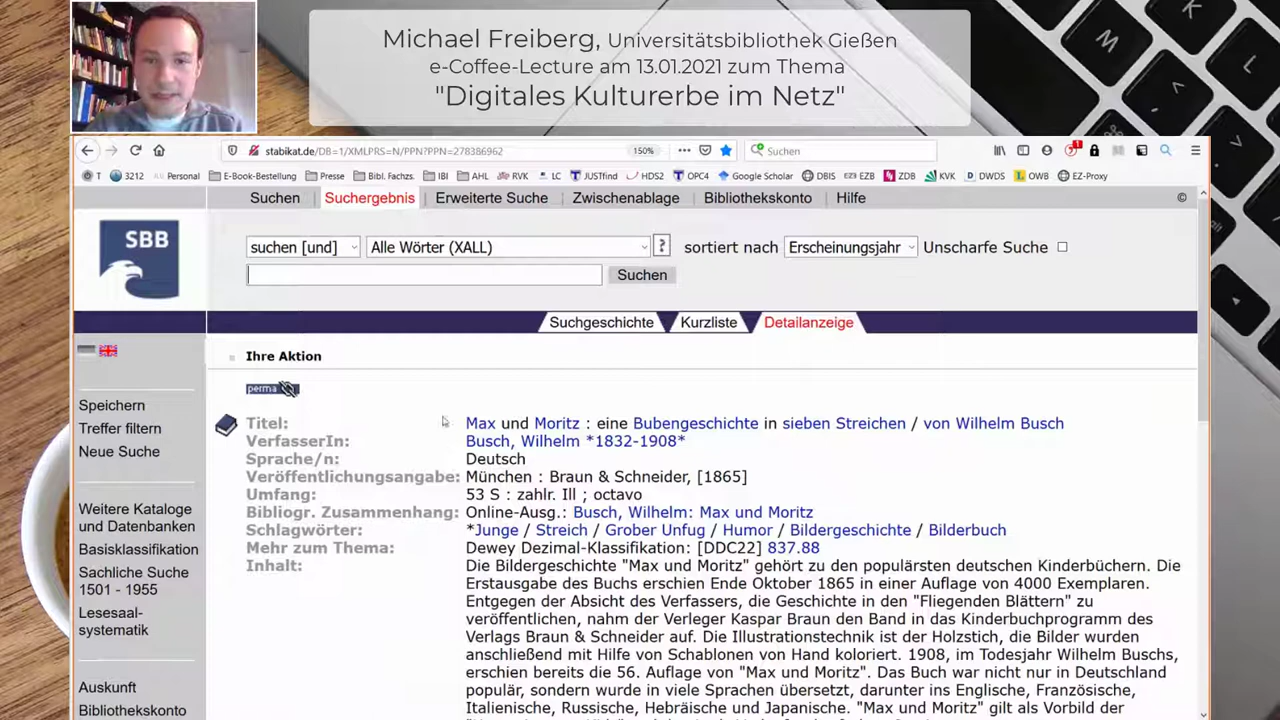 Michael Freiberg, Universitätsbibliothek Gießen
e-Coffee-Lecture am 13.01.2021 zum Thema
"Digitales Kulturerbe im Netz"
stabikat.de/DB=1/XMLPRS=N/PPN?PPN=278386962
150%
Suchen
T 3212 Personal E-Book-Bestellung Presse Bibl. Fachzs. IBI AHL RVK LC JUSTfind HDS2 OPC4 Google Scholar DBIS EZB ZDB KVK DWDS OWB EZ-Proxy
Suchen Suchergebnis Erweiterte Suche Zwischenablage Bibliothekskonto Hilfe ©
SBB
suchen [und] Alle Wörter (XALL) ? sortiert nach Erscheinungsjahr Unscharfe Suche
Suchen
Suchgeschichte Kurzliste Detailanzeige
Ihre Aktion
perma
Speichern
Treffer filtern
Neue Suche
Weitere Kataloge
und Datenbanken
Basisklassifikation
Sachliche Suche
1501 - 1955
Lesesaal-
systematik
Auskunft
Bibliothekskonto
Titel: Max und Moritz : eine Bubengeschichte in sieben Streichen / von Wilhelm Busch
VerfasserIn: Busch, Wilhelm *1832-1908*
Sprache/n: Deutsch
Veröffentlichungsangabe: München : Braun & Schneider, [1865]
Umfang: 53 S : zahlr. Ill ; octavo
Bibliogr. Zusammenhang: Online-Ausg.: Busch, Wilhelm: Max und Moritz
Schlagwörter: *Junge / Streich / Grober Unfug / Humor / Bildergeschichte / Bilderbuch
Mehr zum Thema: Dewey Dezimal-Klassifikation: [DDC22] 837.88
Inhalt: Die Bildergeschichte "Max und Moritz" gehört zu den populärsten deutschen Kinderbüchern. Die
Erstausgabe des Buchs erschien Ende Oktober 1865 in einer Auflage von 4000 Exemplaren.
Entgegen der Absicht des Verfassers, die Geschichte in den "Fliegenden Blättern" zu
veröffentlichen, nahm der Verleger Kaspar Braun den Band in das Kinderbuchprogramm des
Verlags Braun & Schneider auf. Die Illustrationstechnik ist der Holzstich, die Bilder wurden
anschließend mit Hilfe von Schablonen von Hand koloriert. 1908, im Todesjahr Wilhelm Buschs,
erschien bereits die 56. Auflage von "Max und Moritz". Das Buch war nicht nur in Deutschland
populär, sondern wurde in viele Sprachen übersetzt, darunter ins Englische, Französische,
Italienische, Russische, Hebräische und Japanische. "Max und Moritz" gilt als Vorbild der